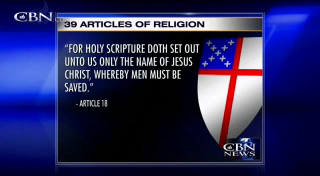 CBN.com
39 ARTICLES OF RELIGION
“FOR HOLY SCRIPTURE DOTH SET OUT
UNTO US ONLY THE NAME OF JESUS
CHRIST, WHEREBY MEN MUST BE
SAVED.”
- ARTICLE 18
CBN
NEWS